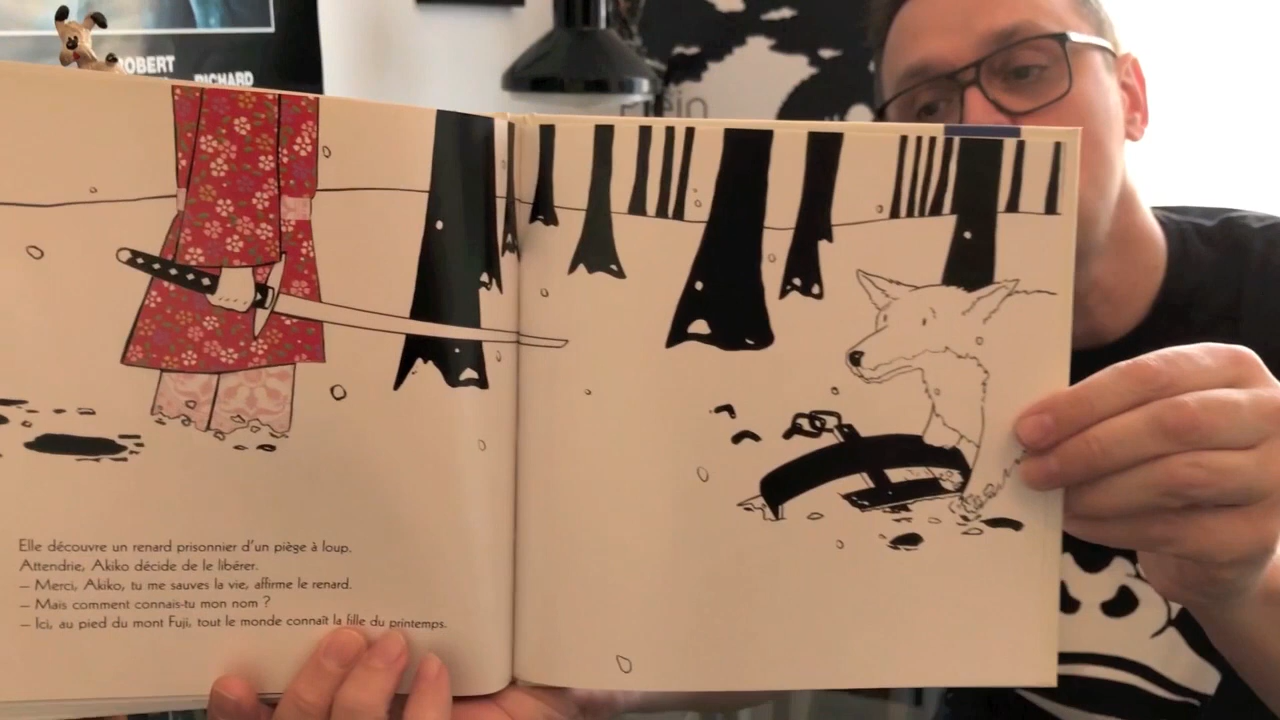 ROBERT
RICHARD
Elle découvre un renard prisonnier d'un piège à loup.
Attendrie, Akiko décide de le libérer.
– Merci, Akiko, tu me sauves la vie, affirme le renard.
– Mais comment connais-tu mon nom ?
– Ici, au pied du mont Fuji, tout le monde connaît la fille du printemps.